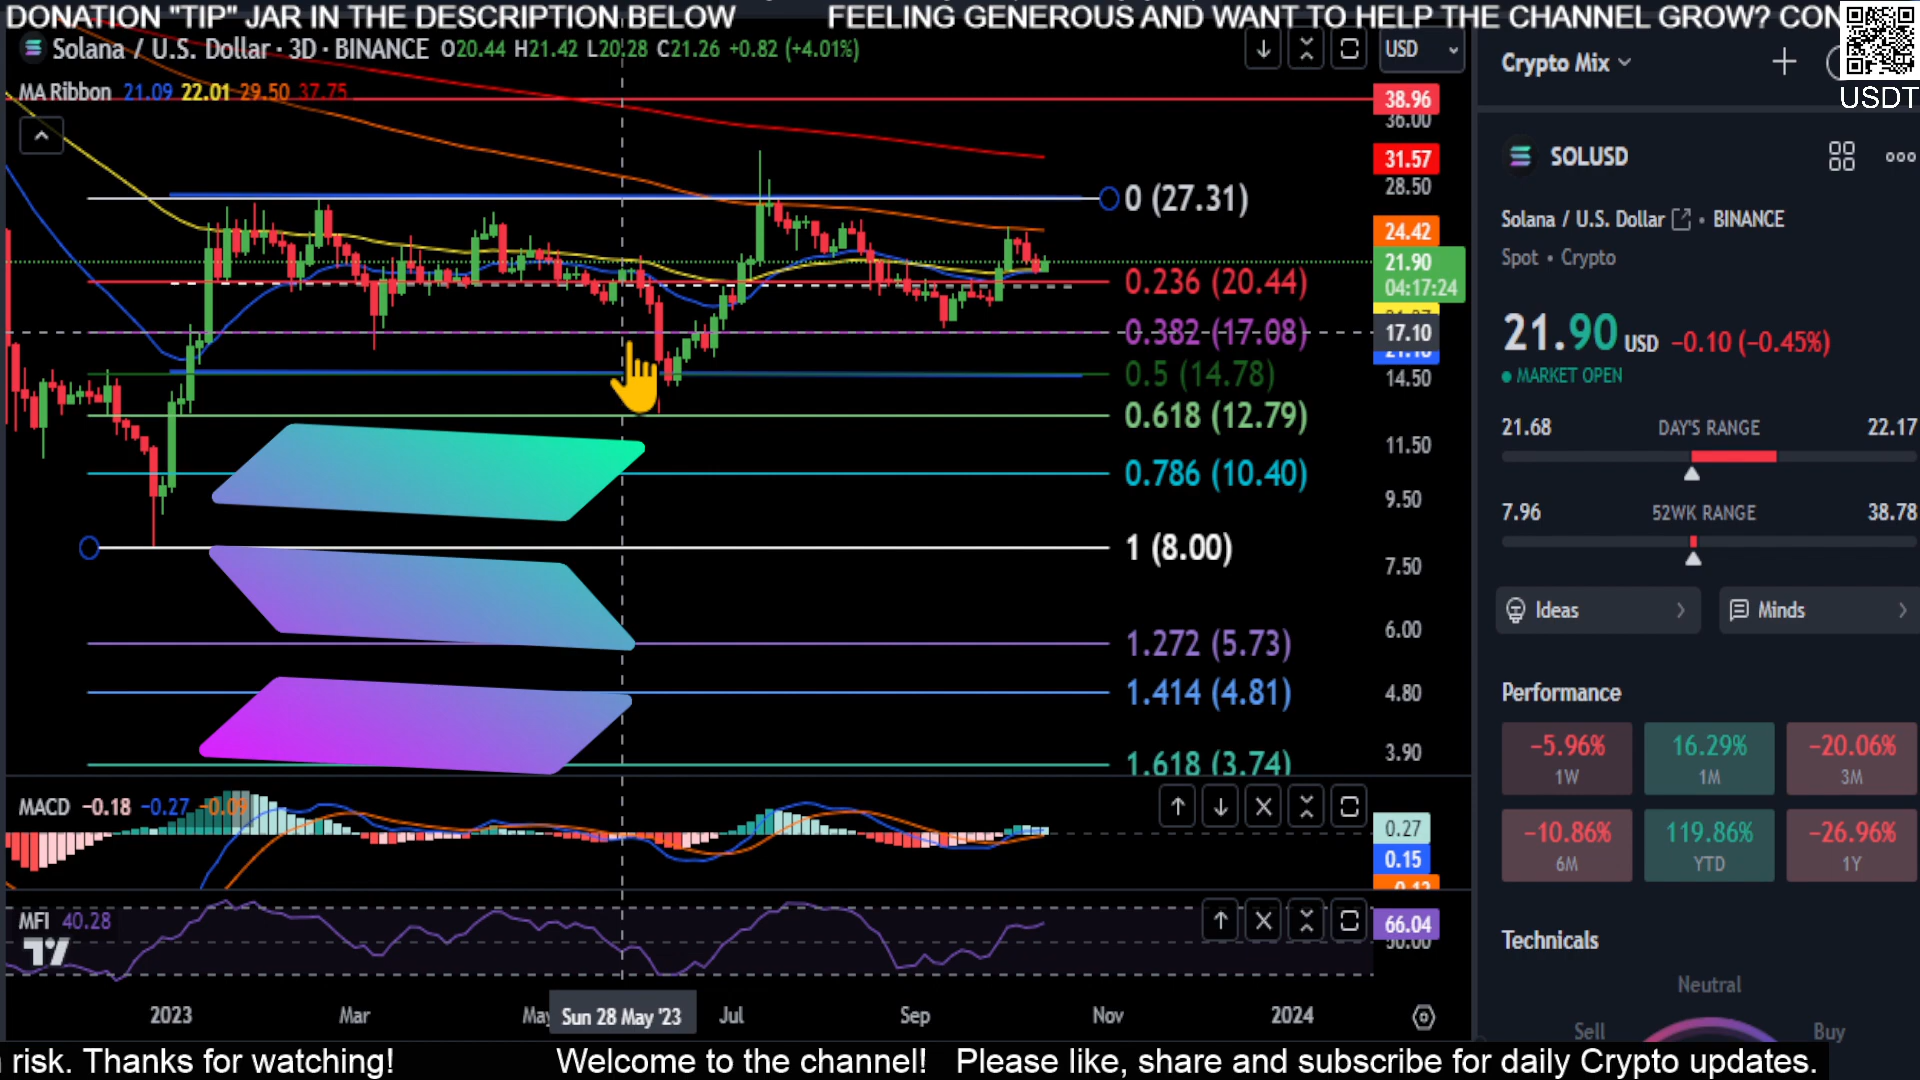 DONATION "TIP" JAR IN THE DESCRIPTION BELOW FEELING GENEROUS AND WANT TO HELP THE CHANNEL GROW? CON
Solana / U.S. Dollar · 3D · BINANCE O20.44 H21.42 L20.28 C21.26 +0.82 (+4.01%)
USD
MA Ribbon 21.09 22.01 29.50 37.75
38.96
36.00
31.57
28.50
0 (27.31)
24.42
21.90
04:17:24
0.236 (20.44)
0.382 (17.08)
17.10
0.5 (14.78)
14.50
0.618 (12.79)
11.50
0.786 (10.40)
9.50
1 (8.00)
7.50
1.272 (5.73)
6.00
1.414 (4.81)
4.80
1.618 (3.74)
3.90
MACD −0.18 −0.27 −0.09
0.27
0.15
MFI 40.28
66.04
50.00
2023 Mar May Sun 28 May '23 Jul Sep Nov 2024
Crypto Mix
USDT
SOLUSD
Solana / U.S. Dollar • BINANCE
Spot • Crypto
21.90 USD −0.10 (−0.45%)
MARKET OPEN
21.68 DAY'S RANGE 22.17
7.96 52WK RANGE 38.78
Ideas Minds
Performance
−5.96% 16.29% −20.06%
1W 1M 3M
−10.86% 119.86% −26.96%
6M YTD 1Y
Technicals
Neutral
Sell Buy
risk. Thanks for watching! Welcome to the channel! Please like, share and subscribe for daily Crypto updates.